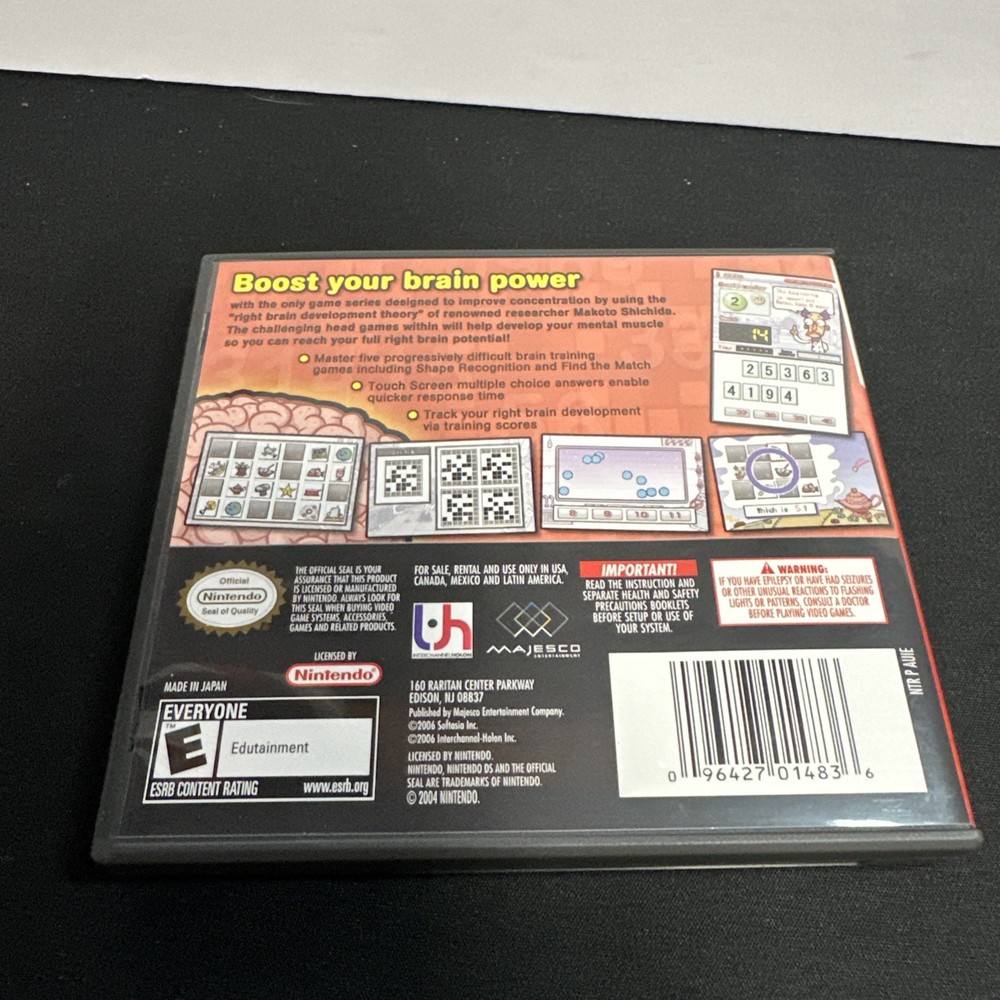 Boost your brain power
with the only game series designed to improve concentration by using the
"right brain development theory" of renowned researcher Makoto Shichida.
The challenging head games within will help develop your mental muscle
so you can reach your full right brain potential!
Master five progressively difficult brain training
games including Shape Recognition and Find the Match
Touch Screen multiple choice answers enable
quicker response time
Track your right brain development
via training scores
2
14
2 5 3 6 3
4 1 9 4
8 9 10 11
Official
Nintendo
Seal of Quality
THE OFFICIAL SEAL IS YOUR
ASSURANCE THAT THIS PRODUCT
IS LICENSED OR MANUFACTURED
BY NINTENDO. ALWAYS LOOK FOR
THIS SEAL WHEN BUYING VIDEO
GAME SYSTEMS, ACCESSORIES,
GAMES AND RELATED PRODUCTS.
FOR SALE, RENTAL AND USE ONLY IN USA,
CANADA, MEXICO AND LATIN AMERICA.
INTERCHANNEL-HOLON
MAJESCO
ENTERTAINMENT
IMPORTANT!
READ THE INSTRUCTION AND
SEPARATE HEALTH AND SAFETY
PRECAUTIONS BOOKLETS
BEFORE SETUP OR USE OF
YOUR SYSTEM.
WARNING:
IF YOU HAVE EPILEPSY OR HAVE HAD SEIZURES
OR OTHER UNUSUAL REACTIONS TO FLASHING
LIGHTS OR PATTERNS, CONSULT A DOCTOR
BEFORE PLAYING VIDEO GAMES.
LICENSED BY
Nintendo
MADE IN JAPAN
EVERYONE
E
TM
Edutainment
ESRB CONTENT RATING www.esrb.org
160 RARITAN CENTER PARKWAY
EDISON, NJ 08837
Published by Majesco Entertainment Company.
©2006 Softasia Inc.
©2006 Interchannel-Holon Inc.
LICENSED BY NINTENDO.
NINTENDO, NINTENDO DS AND THE OFFICIAL
SEAL ARE TRADEMARKS OF NINTENDO.
© 2004 NINTENDO.
NTR P AUIE
0 96427 01483 6